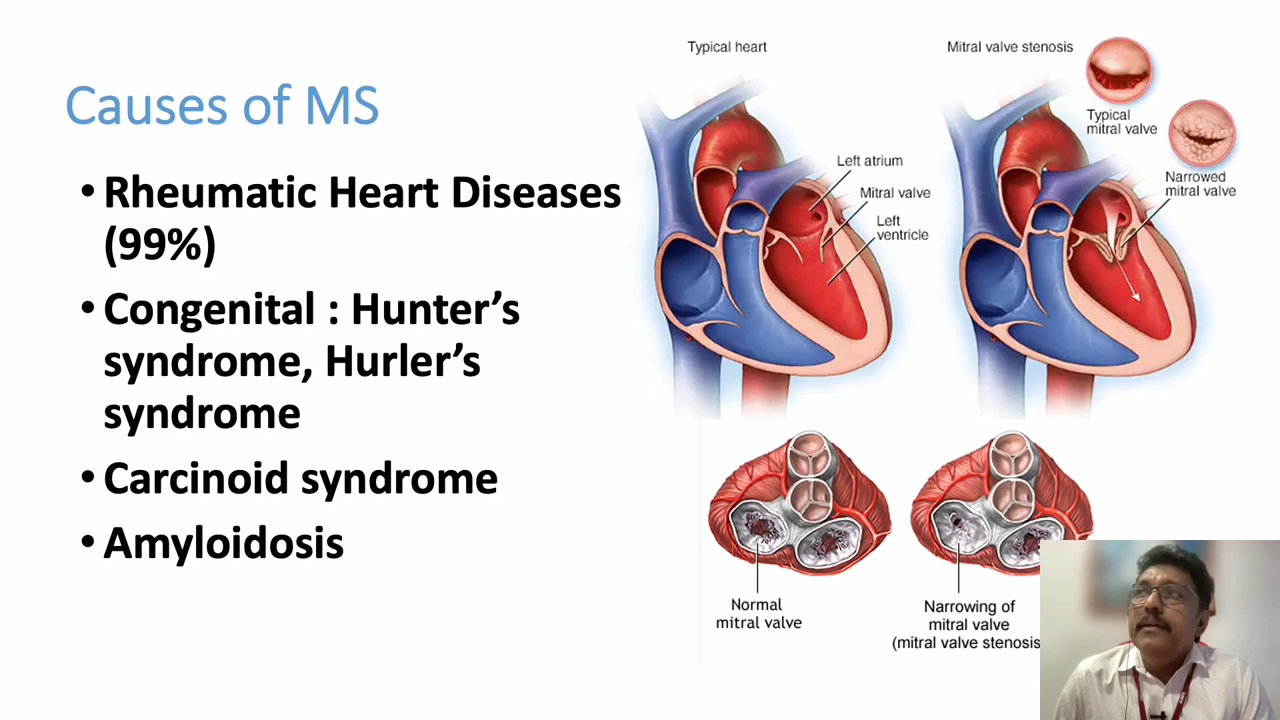 Causes of MS
• Rheumatic Heart Diseases
(99%)
• Congenital : Hunter’s
syndrome, Hurler’s
syndrome
• Carcinoid syndrome
• Amyloidosis
Typical heart
Left atrium
Mitral valve
Left
ventricle
Mitral valve stenosis
Typical
mitral valve
Narrowed
mitral valve
Normal
mitral valve
Narrowing of
mitral valve
(mitral valve stenosis